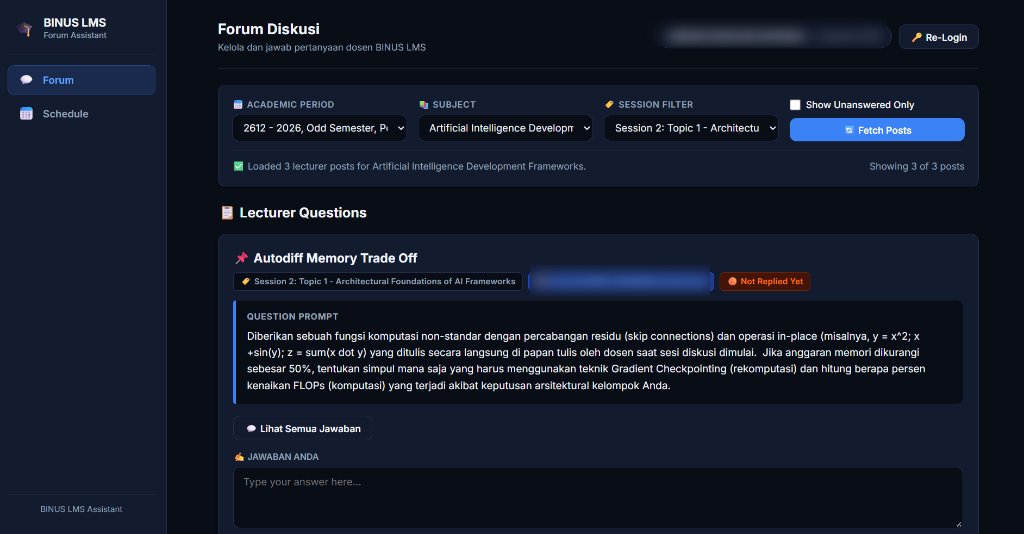 BINUS LMS
Forum Assistant
Forum
Schedule
BINUS LMS Assistant
Forum Diskusi
Kelola dan jawab pertanyaan dosen BINUS LMS
Re-Login
ACADEMIC PERIOD
2612 - 2026, Odd Semester, P
SUBJECT
Artificial Intelligence Developm
SESSION FILTER
Session 2: Topic 1 - Architectu
Show Unanswered Only
Fetch Posts
Loaded 3 lecturer posts for Artificial Intelligence Development Frameworks.
Showing 3 of 3 posts
Lecturer Questions
Autodiff Memory Trade Off
Session 2: Topic 1 - Architectural Foundations of AI Frameworks
Not Replied Yet
QUESTION PROMPT
Diberikan sebuah fungsi komputasi non-standar dengan percabangan residu (skip connections) dan operasi in-place (misalnya, y = x^2; x
+sin(y); z = sum(x dot y) yang ditulis secara langsung di papan tulis oleh dosen saat sesi diskusi dimulai.  Jika anggaran memori dikurangi
sebesar 50%, tentukan simpul mana saja yang harus menggunakan teknik Gradient Checkpointing (rekomputasi) dan hitung berapa persen
kenaikan FLOPs (komputasi) yang terjadi akibat keputusan arsitektural kelompok Anda.
Lihat Semua Jawaban
JAWABAN ANDA
Type your answer here...